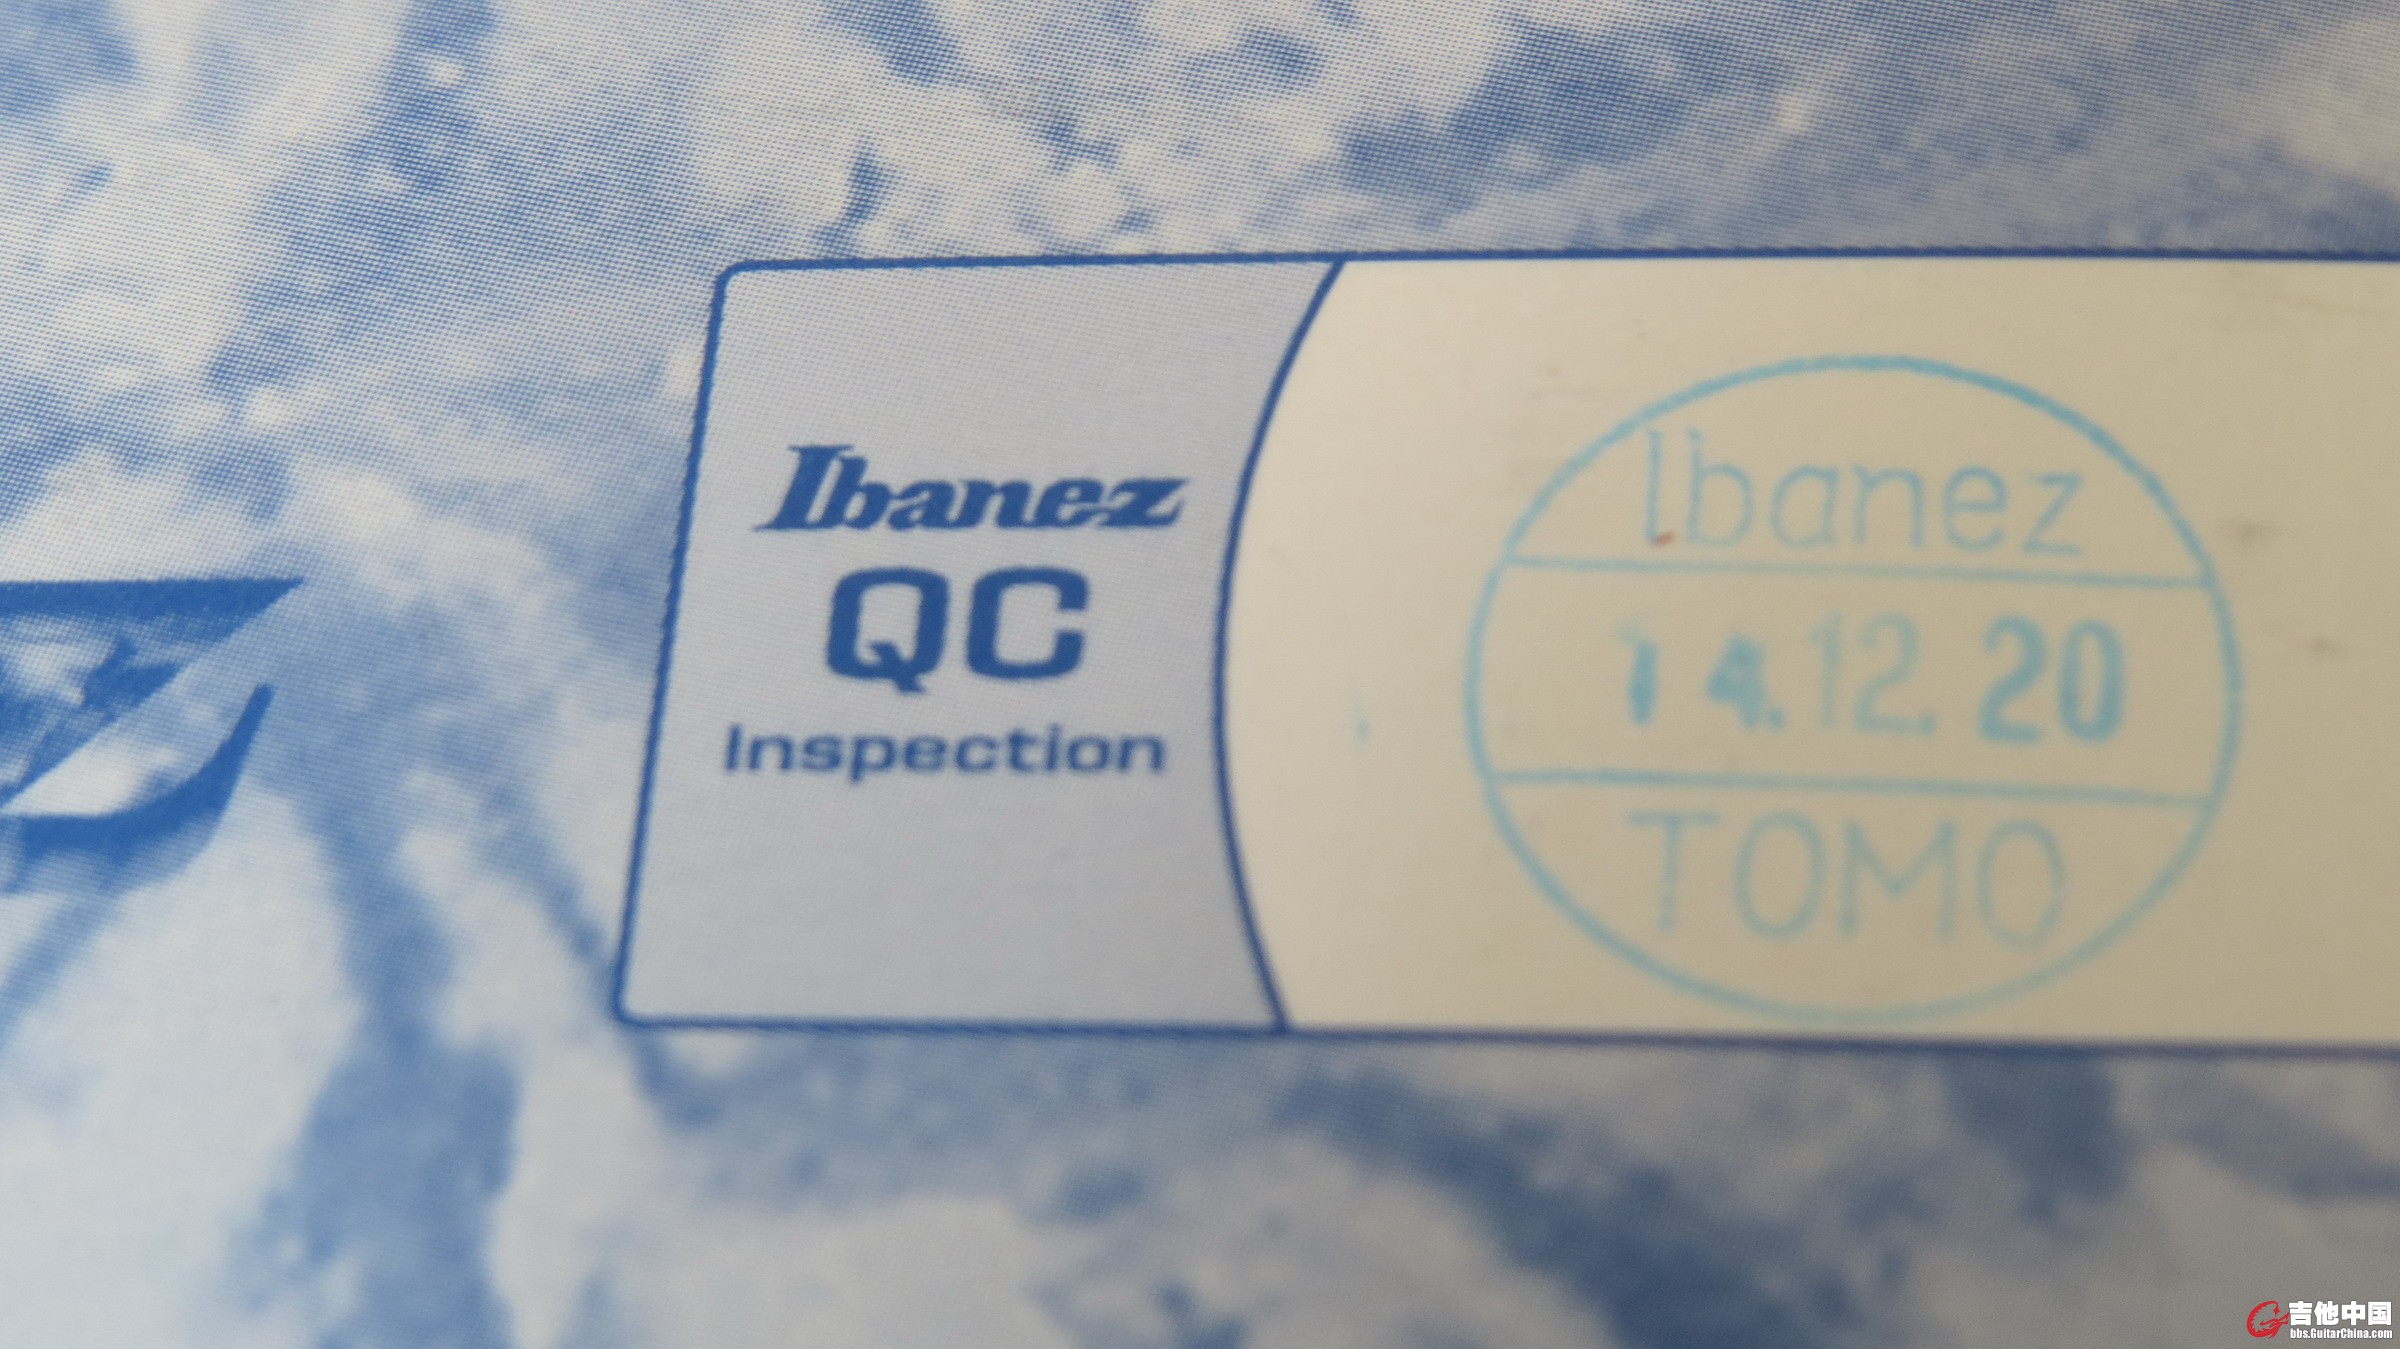 Ibanez
QC
Inspection
Ibanez
14.12.20
TOMO
吉他中国
bbs.GuitarChina.com